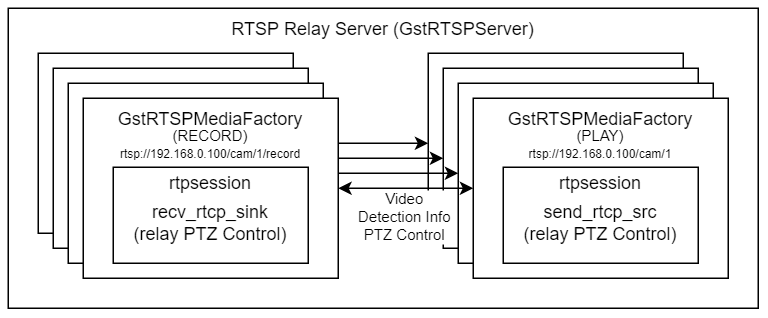 RTSP Relay Server (GstRTSPServer)
GstRTSPMediaFactory
(RECORD)
rtsp://192.168.0.100/cam/1/record
rtpsession
recv_rtcp_sink
(relay PTZ Control)
Video
Detection Info
PTZ Control
GstRTSPMediaFactory
(PLAY)
rtsp://192.168.0.100/cam/1
rtpsession
send_rtcp_src
(relay PTZ Control)